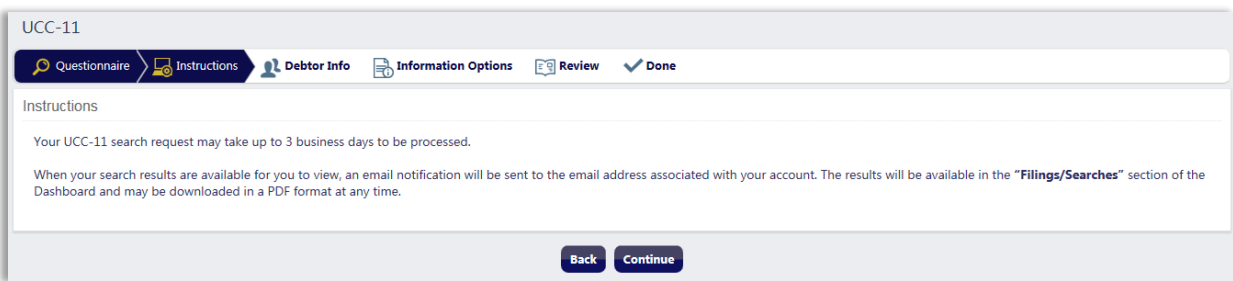 UCC-11
Questionnaire Instructions Debtor Info Information Options Review Done
Instructions
Your UCC-11 search request may take up to 3 business days to be processed.
When your search results are available for you to view, an email notification will be sent to the email address associated with your account. The results will be available in the “Filings/Searches” section of the
Dashboard and may be downloaded in a PDF format at any time.
Back Continue